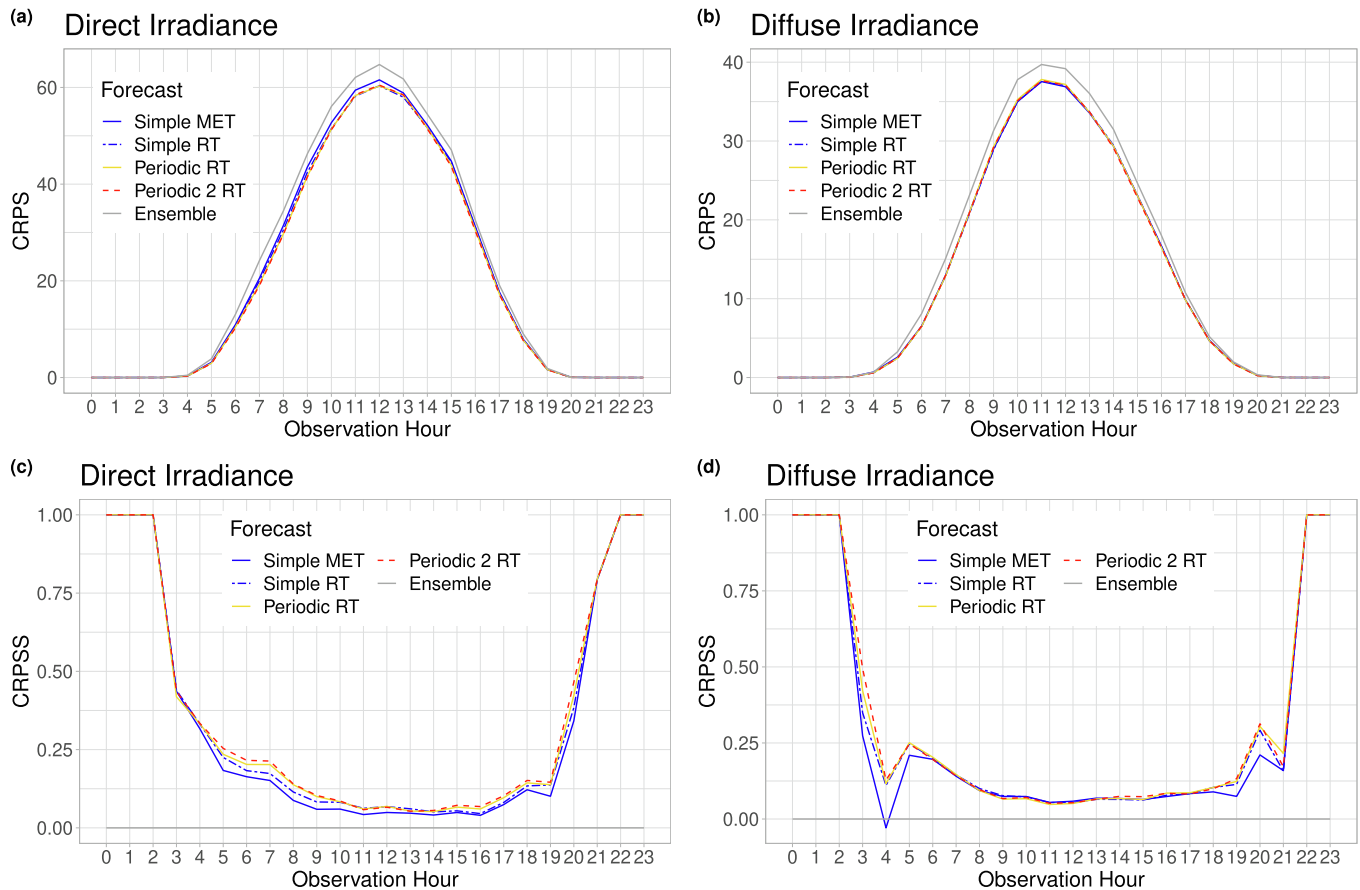 (a) Direct Irradiance
CRPS
60
40
20
0
Forecast
Simple MET
Simple RT
Periodic RT
Periodic 2 RT
Ensemble
0 1 2 3 4 5 6 7 8 9 10 11 12 13 14 15 16 17 18 19 20 21 22 23
Observation Hour
(b) Diffuse Irradiance
CRPS
40
30
20
10
0
Forecast
Simple MET
Simple RT
Periodic RT
Periodic 2 RT
Ensemble
0 1 2 3 4 5 6 7 8 9 10 11 12 13 14 15 16 17 18 19 20 21 22 23
Observation Hour
(c) Direct Irradiance
CRPSS
1.00
0.75
0.50
0.25
0.00
Forecast
Simple MET Periodic 2 RT
Simple RT Ensemble
Periodic RT
0 1 2 3 4 5 6 7 8 9 10 11 12 13 14 15 16 17 18 19 20 21 22 23
Observation Hour
(d) Diffuse Irradiance
CRPSS
1.00
0.75
0.50
0.25
0.00
Forecast
Simple MET Periodic 2 RT
Simple RT Ensemble
Periodic RT
0 1 2 3 4 5 6 7 8 9 10 11 12 13 14 15 16 17 18 19 20 21 22 23
Observation Hour